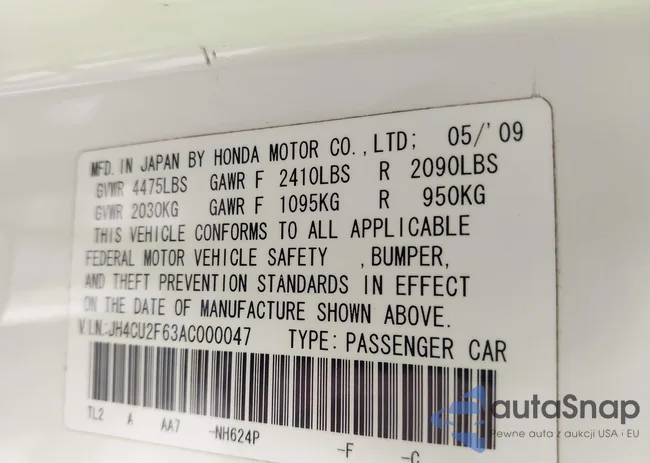 MFD. IN JAPAN BY HONDA MOTOR CO.,LTD; 05/'09
GVWR 4475LBS GAWR F 2410LBS R 2090LBS
GVWR 2030KG GAWR F 1095KG R 950KG
THIS VEHICLE CONFORMS TO ALL APPLICABLE
FEDERAL MOTOR VEHICLE SAFETY ,BUMPER,
AND THEFT PREVENTION STANDARDS IN EFFECT
ON THE DATE OF MANUFACTURE SHOWN ABOVE.
V.I.N.:JH4CU2F63AC000047 TYPE: PASSENGER CAR
TL2 A AA7 -NH624P -F -C
autaSnap
Pewne auta z aukcji USA i EU